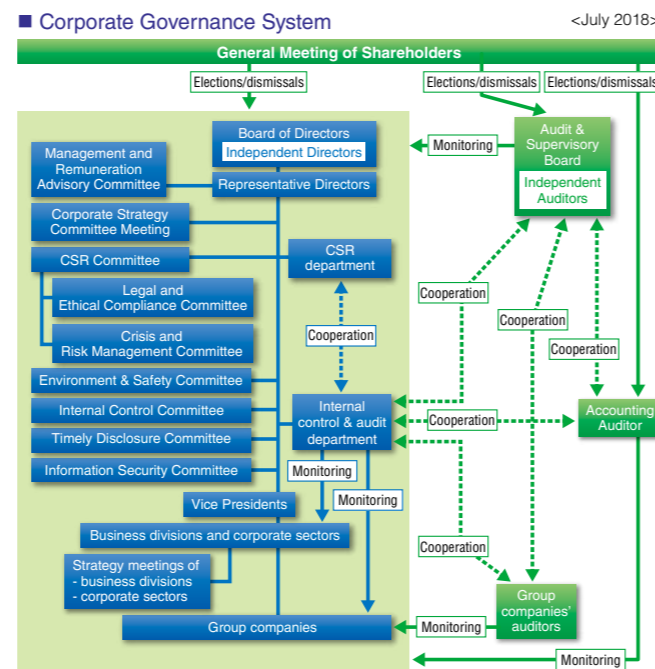 ■ Corporate Governance System
<July 2018>
General Meeting of Shareholders
Elections/dismissals
Elections/dismissals
Elections/dismissals
Board of Directors
Independent Directors
Monitoring
Audit &
Supervisory
Board
Independent
Auditors
Management and
Remuneration
Advisory Committee
Representative Directors
Corporate Strategy
Committee Meeting
CSR Committee
CSR
department
Legal and
Ethical Compliance Committee
Cooperation
Cooperation
Cooperation
Crisis and
Risk Management Committee
Cooperation
Environment & Safety Committee
Internal Control Committee
Internal
control & audit
department
Cooperation
Accounting
Auditor
Timely Disclosure Committee
Information Security Committee
Monitoring
Monitoring
Vice Presidents
Business divisions and corporate sectors
Cooperation
Strategy meetings of
- business divisions
- corporate sectors
Group
companies’
auditors
Group companies
Monitoring
Monitoring